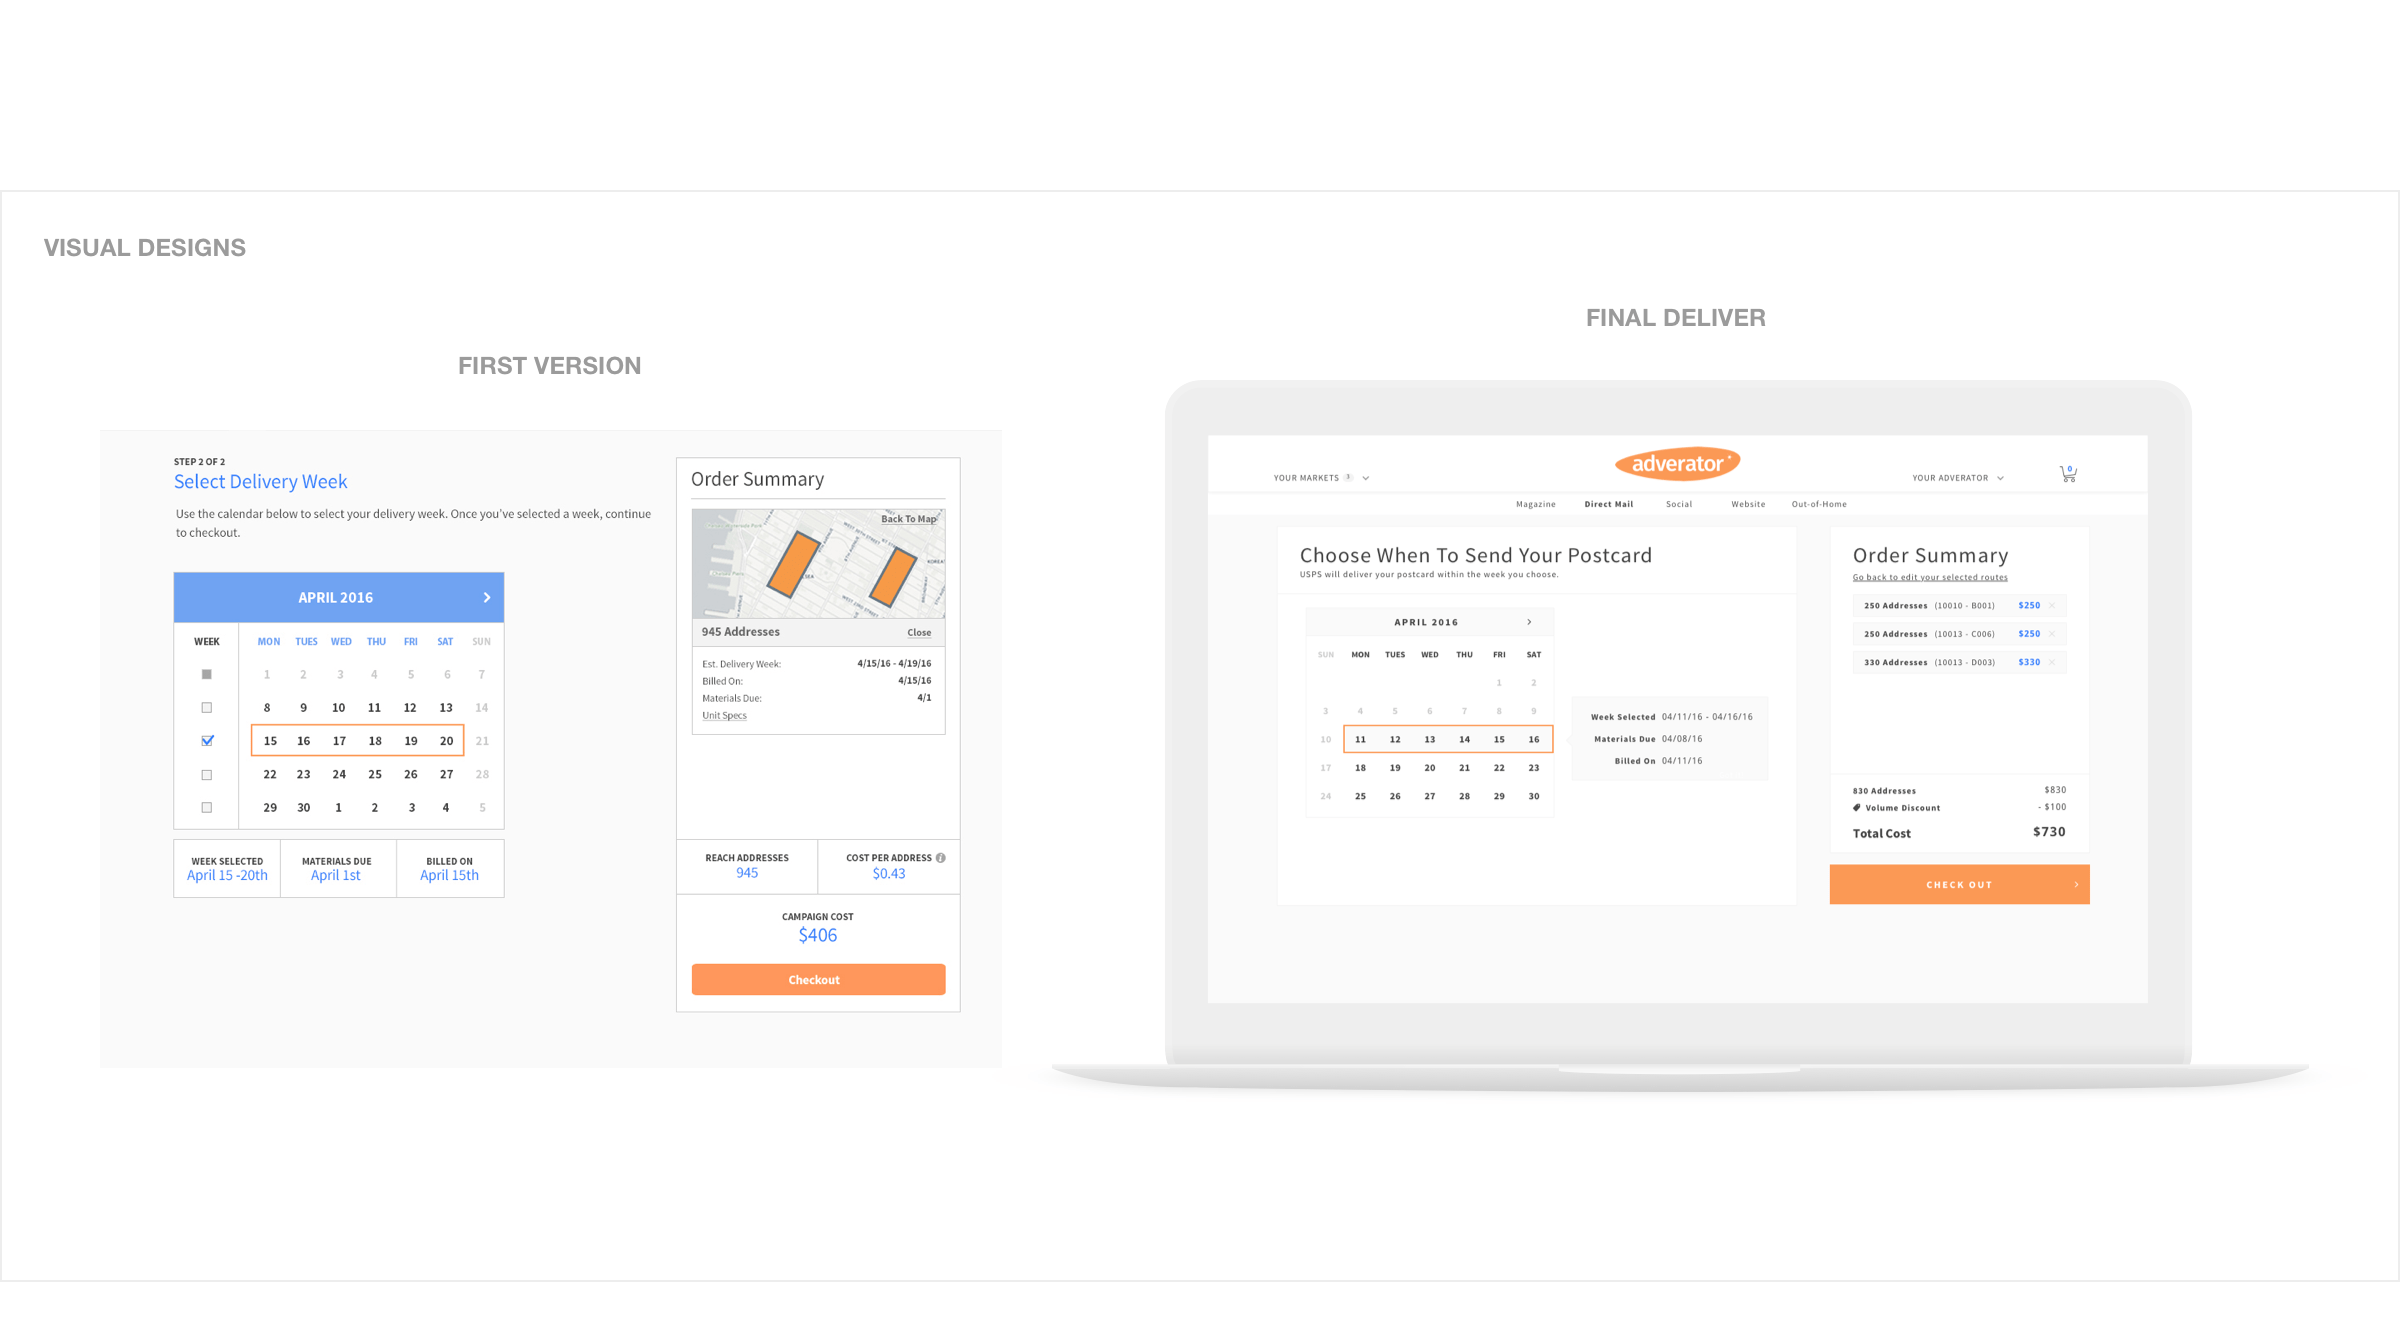 VISUAL DESIGNS
FIRST VERSION
STEP 2 OF 2
Select Delivery Week
Use the calendar below to select your delivery week. Once you've selected a week, continue
to checkout.
APRIL 2016
WEEK MON TUES WED THU FRI SAT SUN
1 2 3 4 5 6 7
8 9 10 11 12 13 14
15 16 17 18 19 20 21
22 23 24 25 26 27 28
29 30 1 2 3 4 5
WEEK SELECTED MATERIALS DUE BILLED ON
April 15 -20th April 1st April 15th
Order Summary
Back To Map
945 Addresses Close
Est. Delivery Week: 4/15/16 - 4/19/16
Billed On: 4/15/16
Materials Due: 4/1
Unit Specs
REACH ADDRESSES COST PER ADDRESS i
945 $0.43
CAMPAIGN COST
$406
Checkout
FINAL DELIVER
adverator
YOUR MARKETS 3 YOUR ADVERATOR 0
Magazine Direct Mail Social Website Out-of-Home
Choose When To Send Your Postcard
USPS will deliver your postcard within the week you choose.
APRIL 2016
SUN MON TUES WED THU FRI SAT
1 2
3 4 5 6 7 8 9
10 11 12 13 14 15 16
17 18 19 20 21 22 23
24 25 26 27 28 29 30
Week Selected 04/11/16 - 04/16/16
Materials Due 04/08/16
Billed On 04/11/16
Order Summary
Go back to edit your selected routes
250 Addresses (10010 - B001) $250
250 Addresses (10013 - C006) $250
330 Addresses (10013 - D003) $330
830 Addresses $830
Volume Discount - $100
Total Cost $730
CHECK OUT